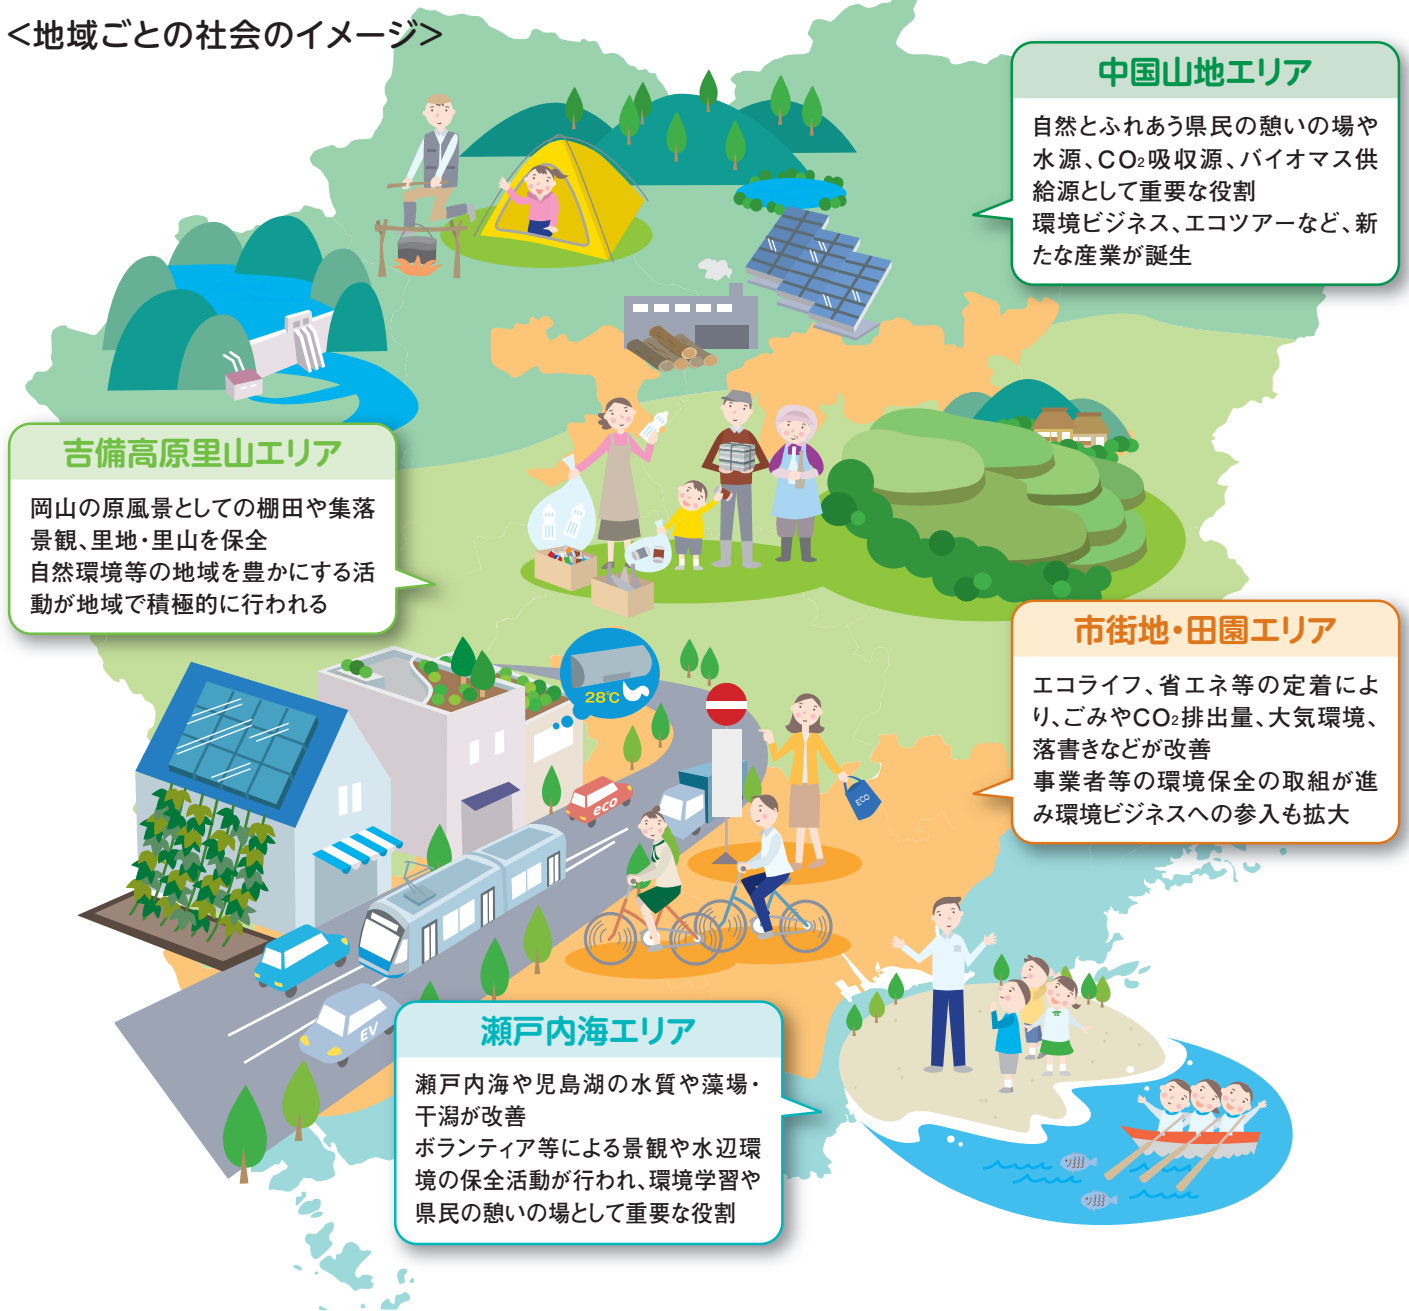 ＜地域ごとの社会のイメージ＞
中国山地エリア
自然とふれあう県民の憩いの場や
水源、CO₂吸収源、バイオマス供
給源として重要な役割
環境ビジネス、エコツアーなど、新
たな産業が誕生
吉備高原里山エリア
岡山の原風景としての棚田や集落
景観、里地・里山を保全
自然環境等の地域を豊かにする活
動が地域で積極的に行われる
市街地・田園エリア
エコライフ、省エネ等の定着によ
り、ごみやCO₂排出量、大気環境、
落書きなどが改善
事業者等の環境保全の取組が進
み環境ビジネスへの参入も拡大
28℃
eco
ECO
EV
瀬戸内海エリア
瀬戸内海や児島湖の水質や藻場・
干潟が改善
ボランティア等による景観や水辺環
境の保全活動が行われ、環境学習や
県民の憩いの場として重要な役割